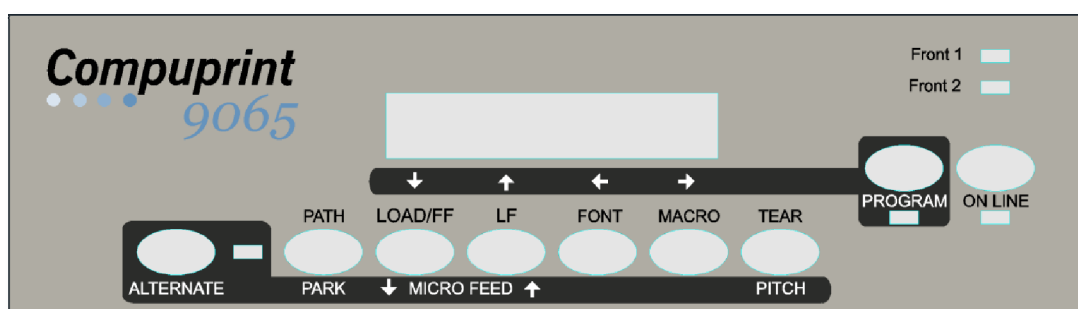 Compuprint
9065
Front 1
Front 2
↓ ↑ ← →
PROGRAM ON LINE
PATH LOAD/FF LF FONT MACRO TEAR
ALTERNATE PARK ↓ MICRO FEED ↑ PITCH